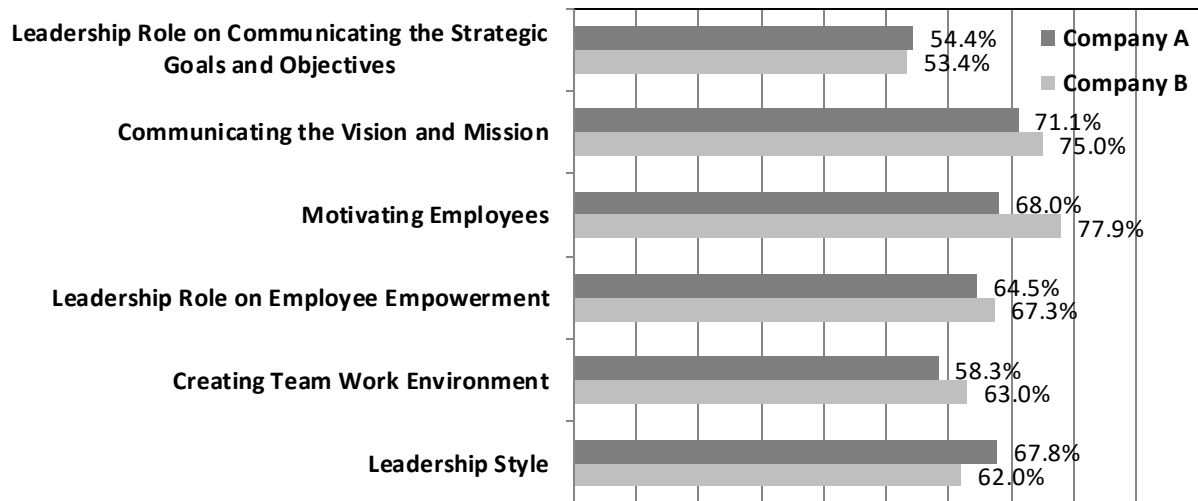 Leadership Role on Communicating the Strategic
Goals and Objectives
54.4%
53.4%
Company A
Company B
Communicating the Vision and Mission
71.1%
75.0%
Motivating Employees
68.0%
77.9%
Leadership Role on Employee Empowerment
64.5%
67.3%
Creating Team Work Environment
58.3%
63.0%
Leadership Style
67.8%
62.0%